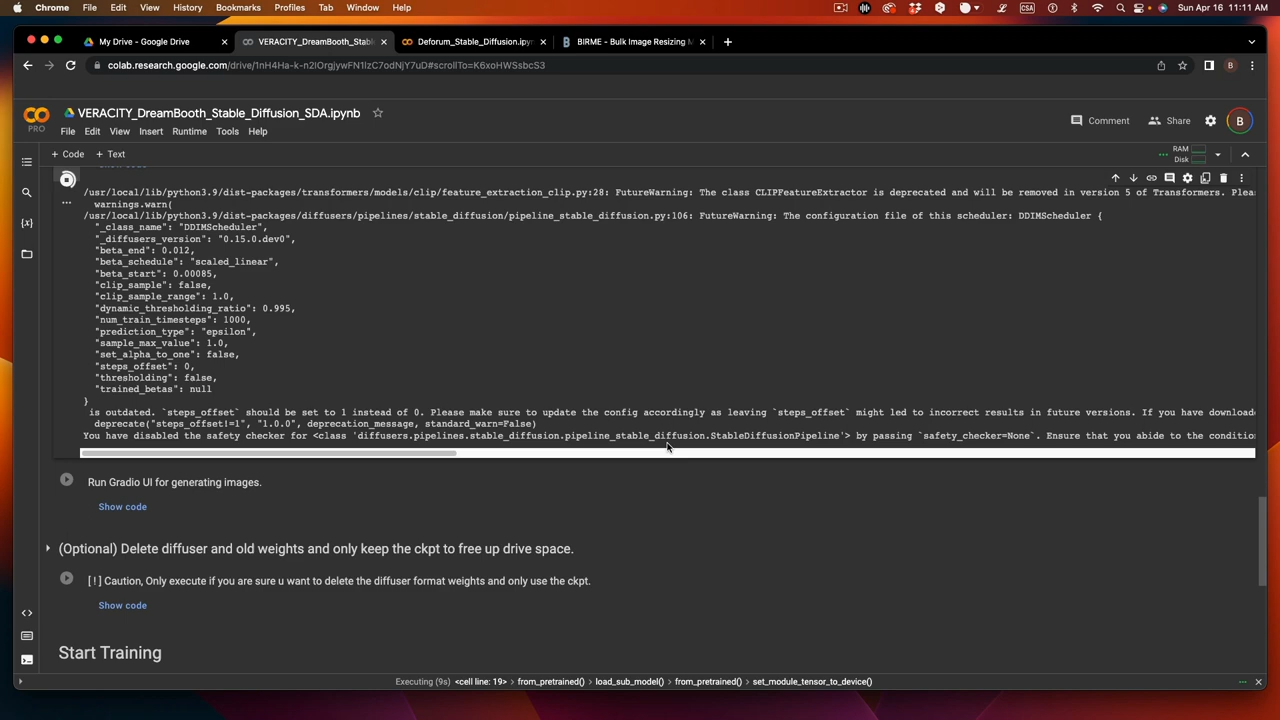 Chrome File Edit View History Bookmarks Profiles Tab Window Help CSA Sun Apr 16 11:11 AM
My Drive - Google Drive VERACITY_DreamBooth_Stabl Deforum_Stable_Diffusion.ipyn BIRME - Bulk Image Resizing M
colab.research.google.com/drive/1nH4Ha-k-n2lOrgjywFN1IzC7odNjY7uD#scrollTo=K6xoHWSsbcS3 B
VERACITY_DreamBooth_Stable_Diffusion_SDA.ipynb
PRO
File Edit View Insert Runtime Tools Help
Comment Share B
+ Code + Text
RAM
Disk
/usr/local/lib/python3.9/dist-packages/transformers/models/clip/feature_extraction_clip.py:28: FutureWarning: The class CLIPFeatureExtractor is deprecated and will be removed in version 5 of Transformers. Plea
warnings.warn(
/usr/local/lib/python3.9/dist-packages/diffusers/pipelines/stable_diffusion/pipeline_stable_diffusion.py:106: FutureWarning: The configuration file of this scheduler: DDIMScheduler {
"_class_name": "DDIMScheduler",
"_diffusers_version": "0.15.0.dev0",
"beta_end": 0.012,
"beta_schedule": "scaled_linear",
"beta_start": 0.00085,
"clip_sample": false,
"clip_sample_range": 1.0,
"dynamic_thresholding_ratio": 0.995,
"num_train_timesteps": 1000,
"prediction_type": "epsilon",
"sample_max_value": 1.0,
"set_alpha_to_one": false,
"steps_offset": 0,
"thresholding": false,
"trained_betas": null
}
is outdated. `steps_offset` should be set to 1 instead of 0. Please make sure to update the config accordingly as leaving `steps_offset` might led to incorrect results in future versions. If you have downloade
deprecate("steps_offset!=1", "1.0.0", deprecation_message, standard_warn=False)
You have disabled the safety checker for <class 'diffusers.pipelines.stable_diffusion.pipeline_stable_diffusion.StableDiffusionPipeline'> by passing `safety_checker=None`. Ensure that you abide to the conditio
Run Gradio UI for generating images.
Show code
(Optional) Delete diffuser and old weights and only keep the ckpt to free up drive space.
[ ! ] Caution, Only execute if you are sure u want to delete the diffuser format weights and only use the ckpt.
Show code
Start Training
Executing (9s) <cell line: 19> > from_pretrained() > load_sub_model() > from_pretrained() > set_module_tensor_to_device()